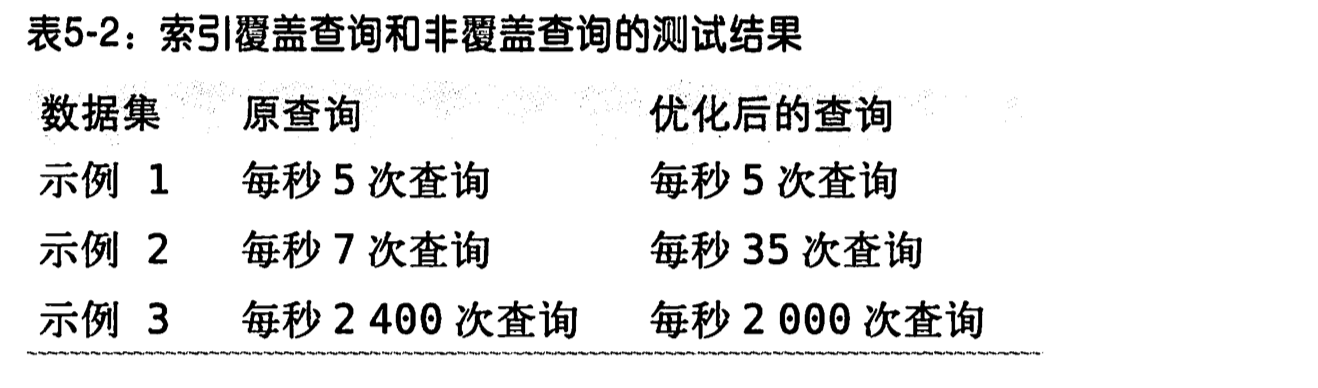 表5-2：索引覆盖查询和非覆盖查询的测试结果
数据集 原查询 优化后的查询
示例 1 每秒 5 次查询 每秒 5 次查询
示例 2 每秒 7 次查询 每秒 35 次查询
示例 3 每秒 2 400 次查询 每秒 2 000 次查询